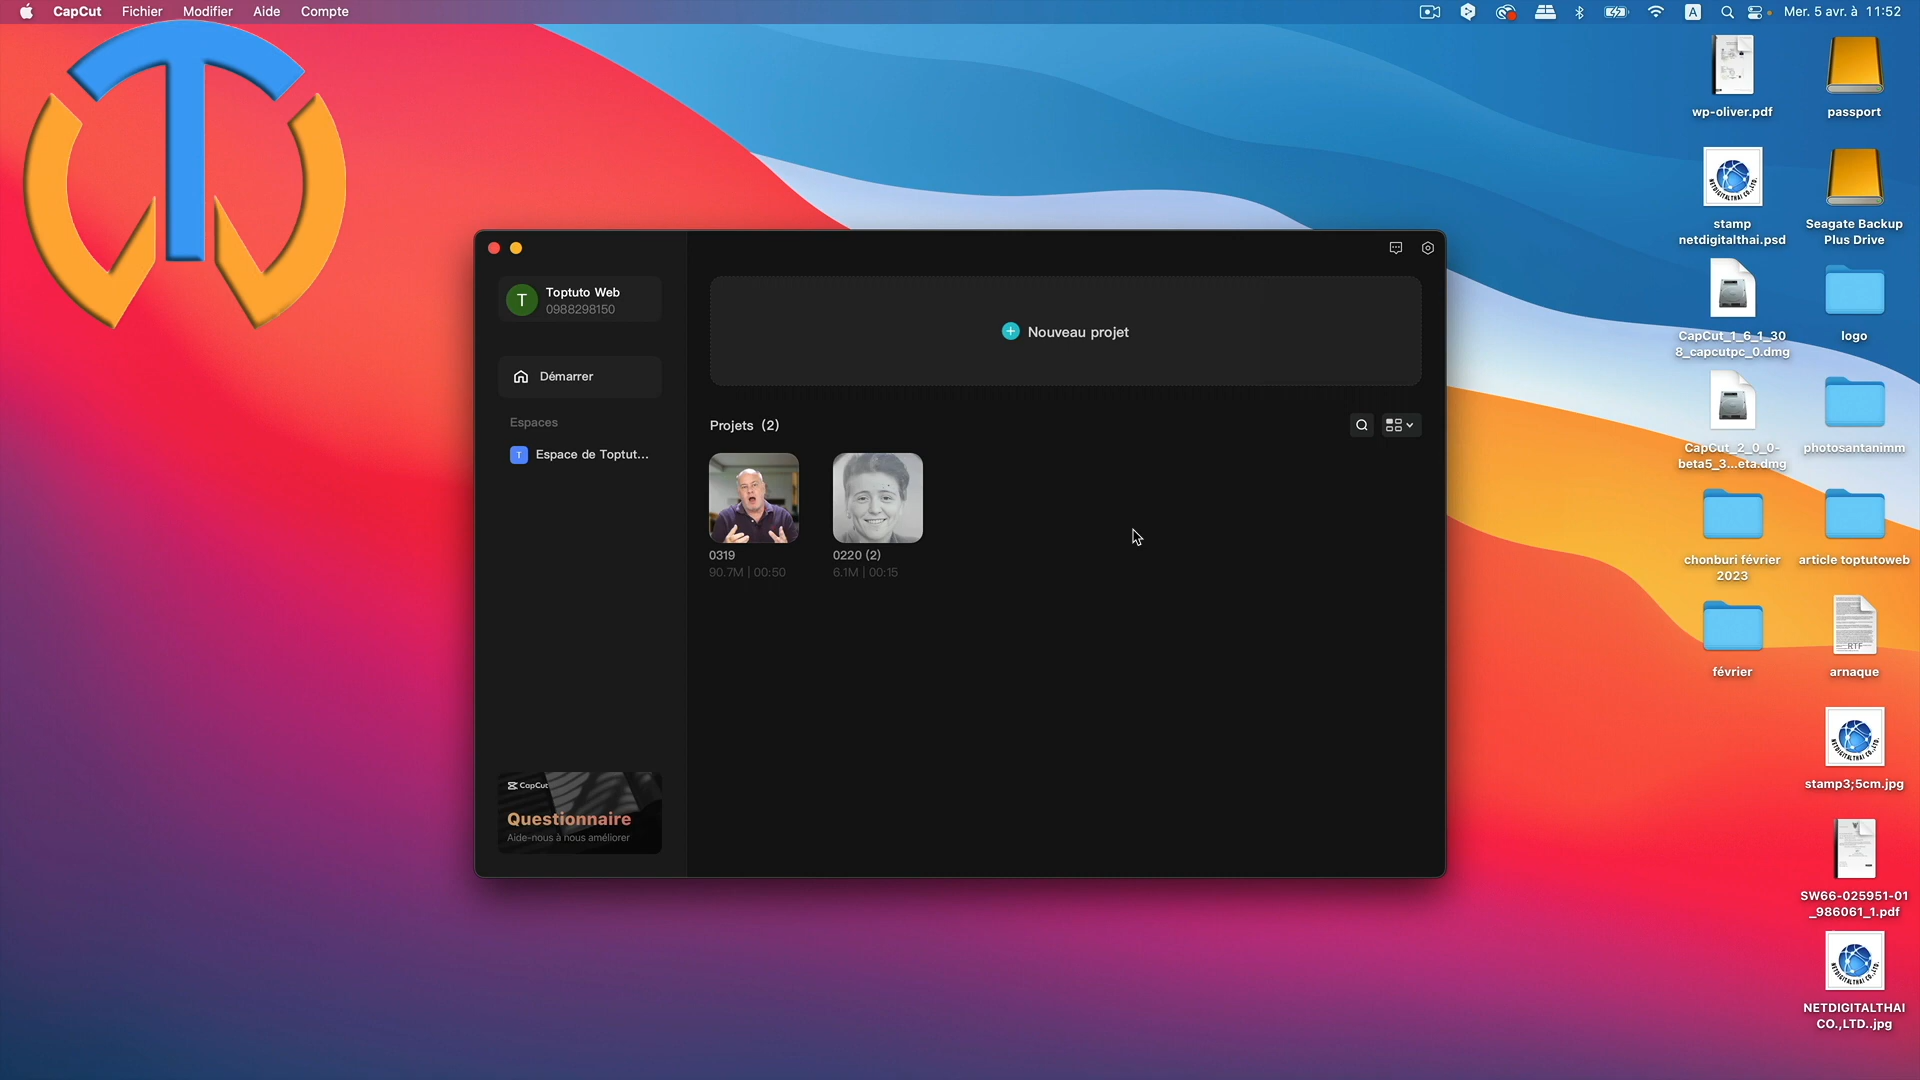 CapCut Fichier Modifier Aide Compte
A Mer. 5 avr. à 11:52
wp-oliver.pdf
passport
stamp
netdigitalthai.psd
Seagate Backup
Plus Drive
CapCut_1_6_1_30
8_capcutpc_0.dmg
logo
CapCut_2_0_0-
beta5_3...eta.dmg
photosantanimm
chonburi février
2023
article toptutoweb
février
RTF
arnaque
stamp3;5cm.jpg
SW66-025951-01
_986061_1.pdf
NETDIGITALTHAI
CO.,LTD..jpg
T
Toptuto Web
0988298150
Démarrer
Espaces
T Espace de Toptut...
CapCut
Questionnaire
Aide-nous à nous améliorer
Nouveau projet
Projets (2)
0319
90.7M | 00:50
0220 (2)
6.1M | 00:15